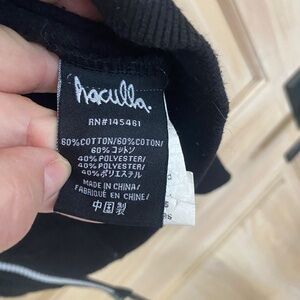 haculla.
RN#145461
60%COTTON/60%COTON/
60%コットン
40%POLYESTER/
40%POLYESTER/
40%ポリエステル
MADE IN CHINA/
FABRIQUÉ EN CHINE/
中国製